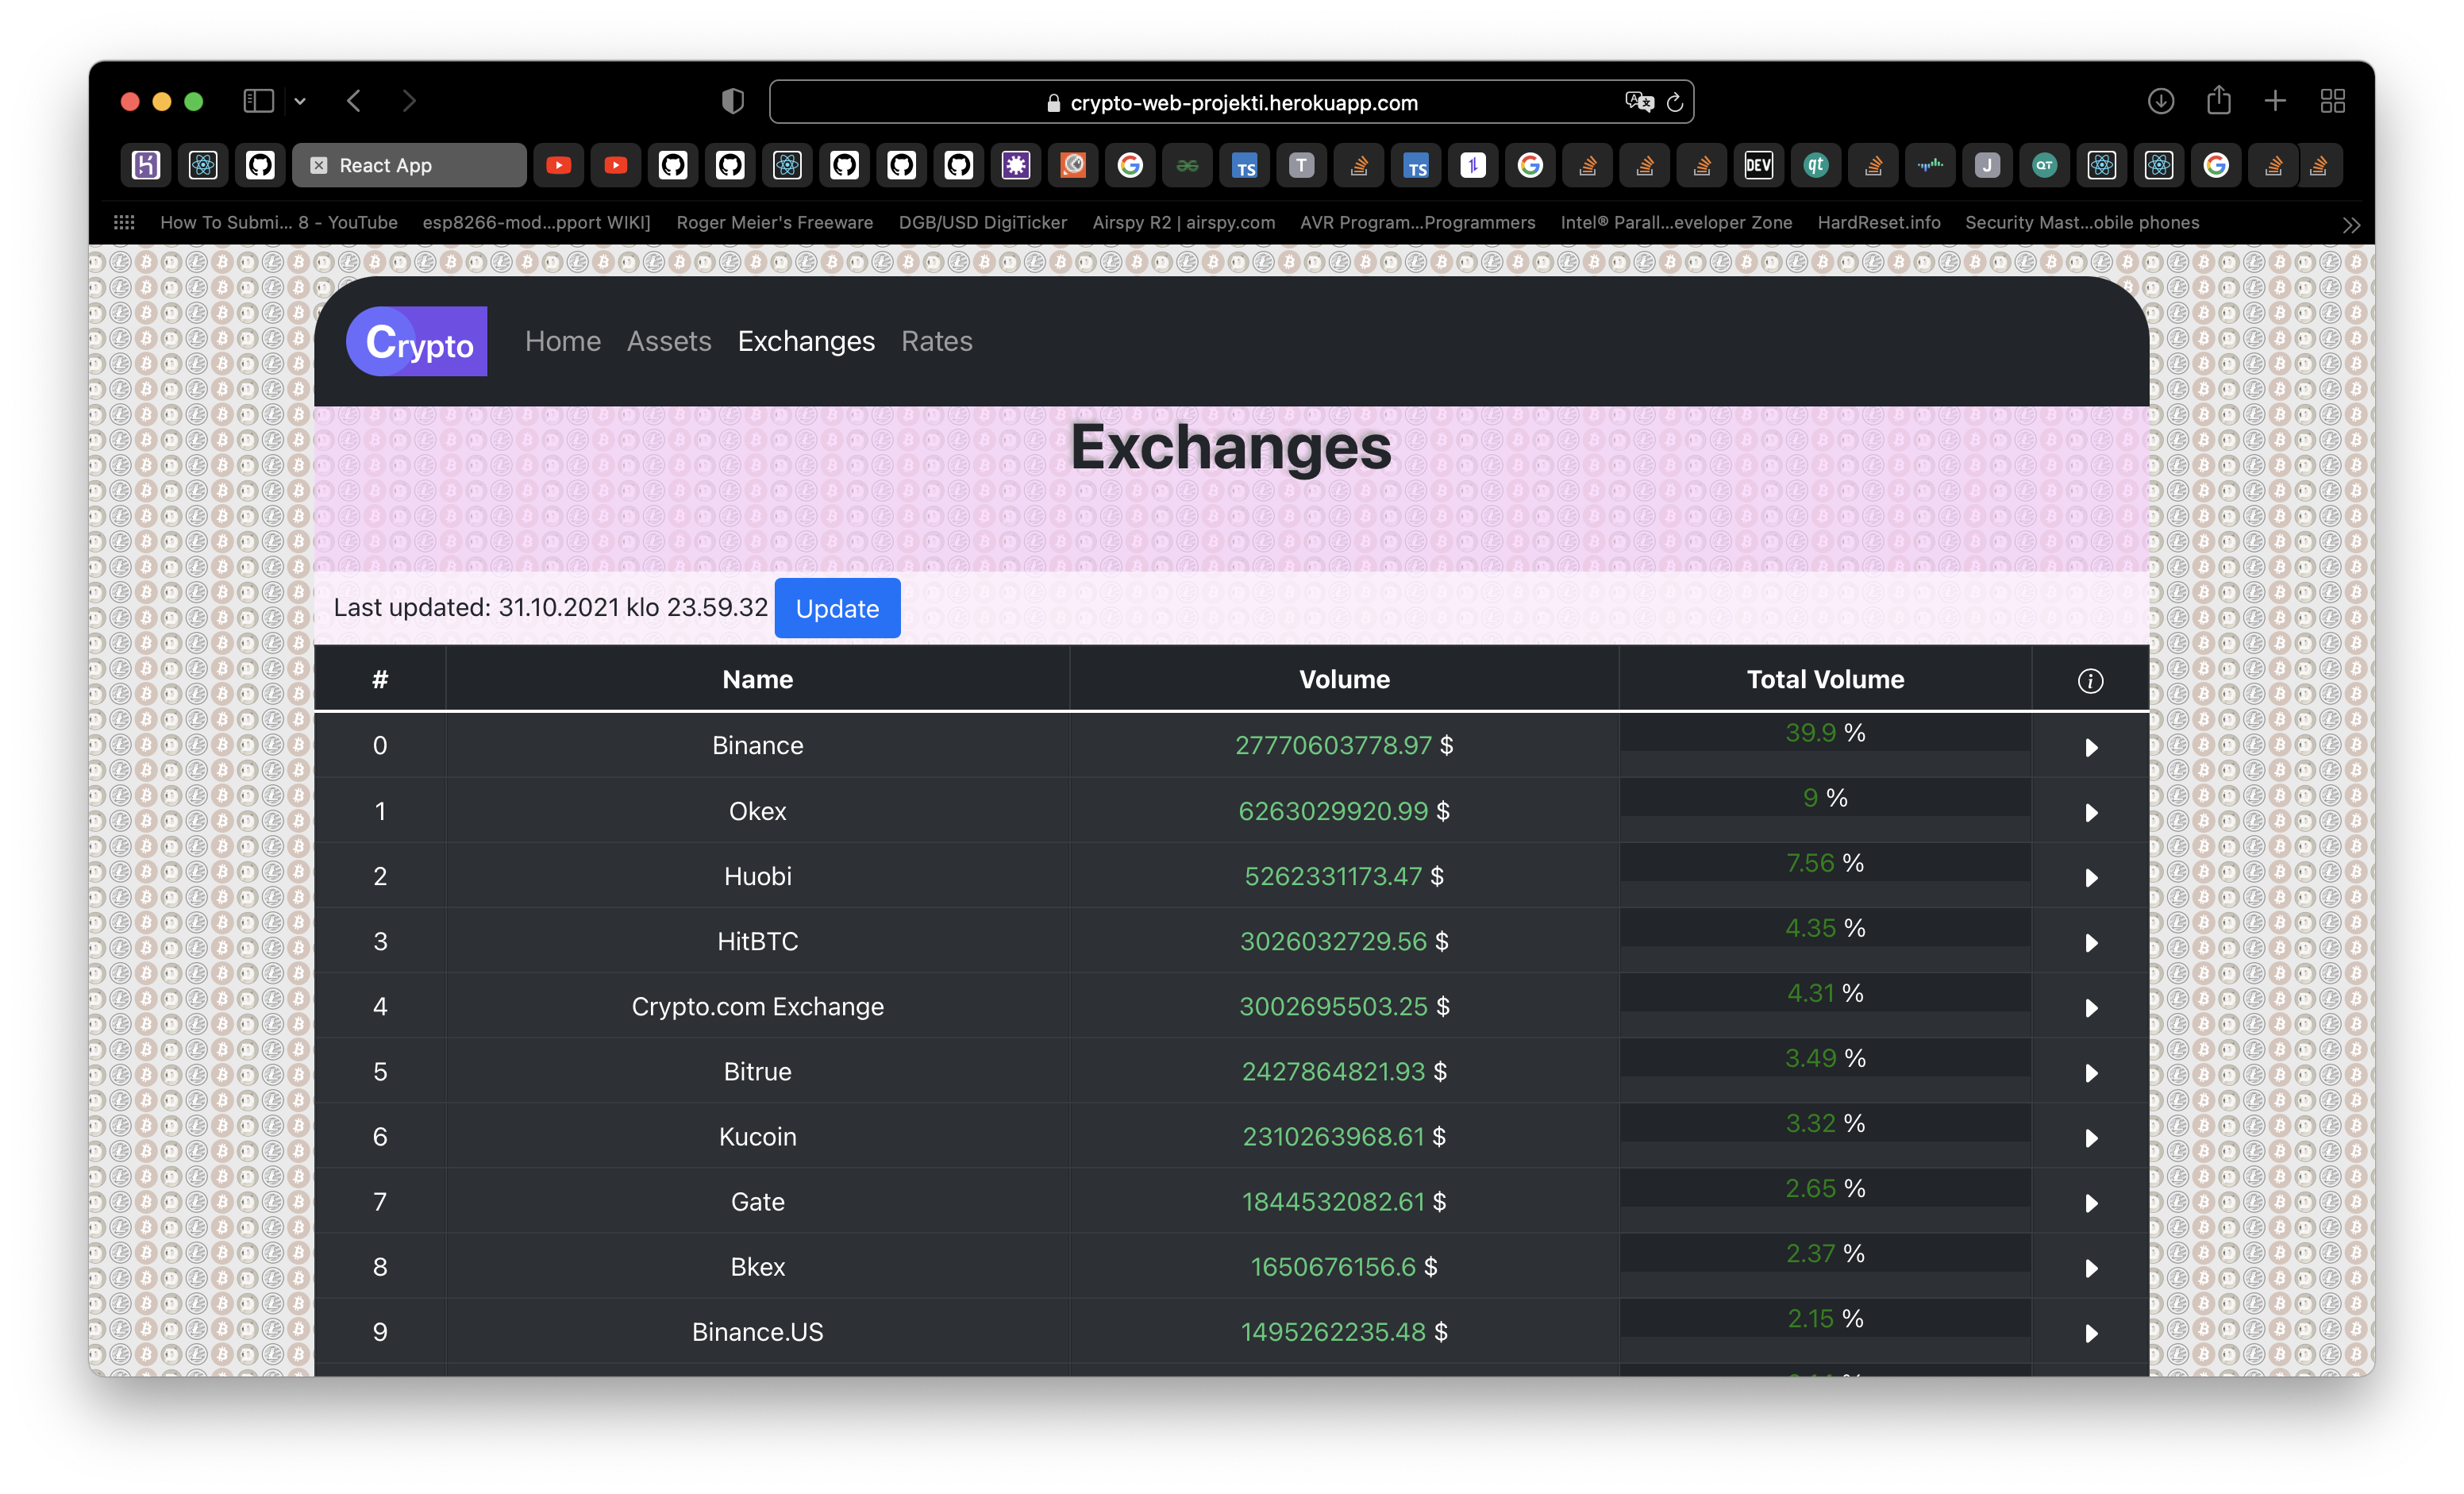 crypto-web-projekti.herokuapp.com
React App
TS T TS DEV qt J QT
How To Submi... 8 - YouTube esp8266-mod...pport WIKI] Roger Meier's Freeware DGB/USD DigiTicker Airspy R2 | airspy.com AVR Program...Programmers Intel® Parall...eveloper Zone HardReset.info Security Mast...obile phones
Crypto Home Assets Exchanges Rates
Exchanges
Last updated: 31.10.2021 klo 23.59.32 Update
# Name Volume Total Volume
0 Binance 27770603778.97 $ 39.9 %
1 Okex 6263029920.99 $ 9 %
2 Huobi 5262331173.47 $ 7.56 %
3 HitBTC 3026032729.56 $ 4.35 %
4 Crypto.com Exchange 3002695503.25 $ 4.31 %
5 Bitrue 2427864821.93 $ 3.49 %
6 Kucoin 2310263968.61 $ 3.32 %
7 Gate 1844532082.61 $ 2.65 %
8 Bkex 1650676156.6 $ 2.37 %
9 Binance.US 1495262235.48 $ 2.15 %